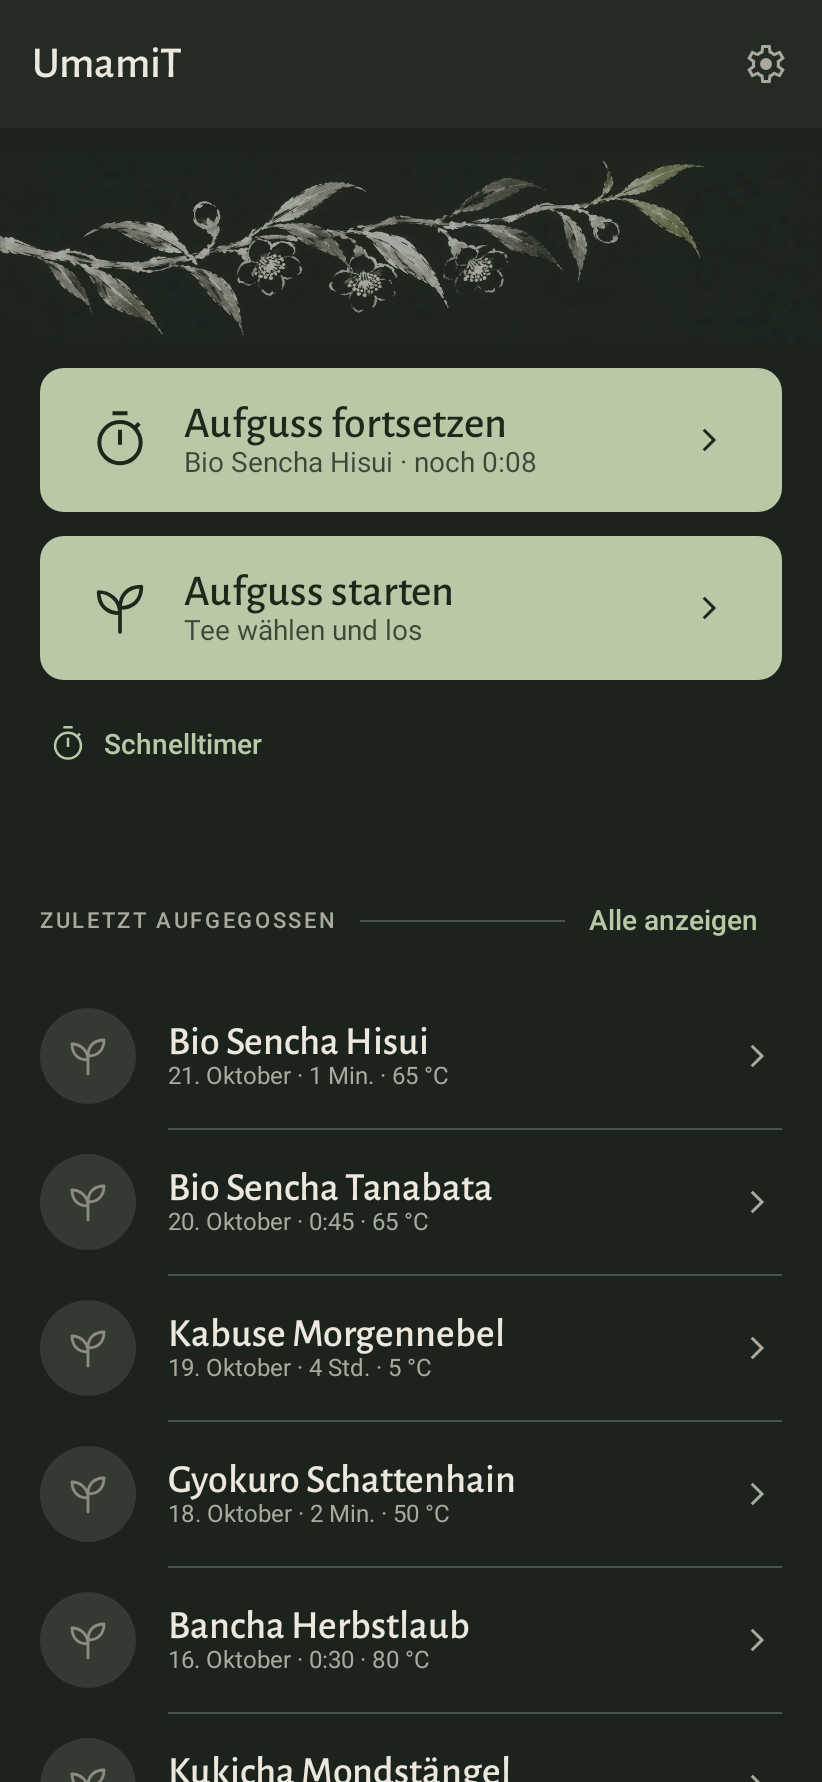 UmamiT
Aufguss fortsetzen
Bio Sencha Hisui · noch 0:08
Aufguss starten
Tee wählen und los
Schnelltimer
ZULETZT AUFGEGOSSEN
Alle anzeigen
Bio Sencha Hisui
21. Oktober · 1 Min. · 65 °C
Bio Sencha Tanabata
20. Oktober · 0:45 · 65 °C
Kabuse Morgennebel
19. Oktober · 4 Std. · 5 °C
Gyokuro Schattenhain
18. Oktober · 2 Min. · 50 °C
Bancha Herbstlaub
16. Oktober · 0:30 · 80 °C
Kukicha Mondstängel